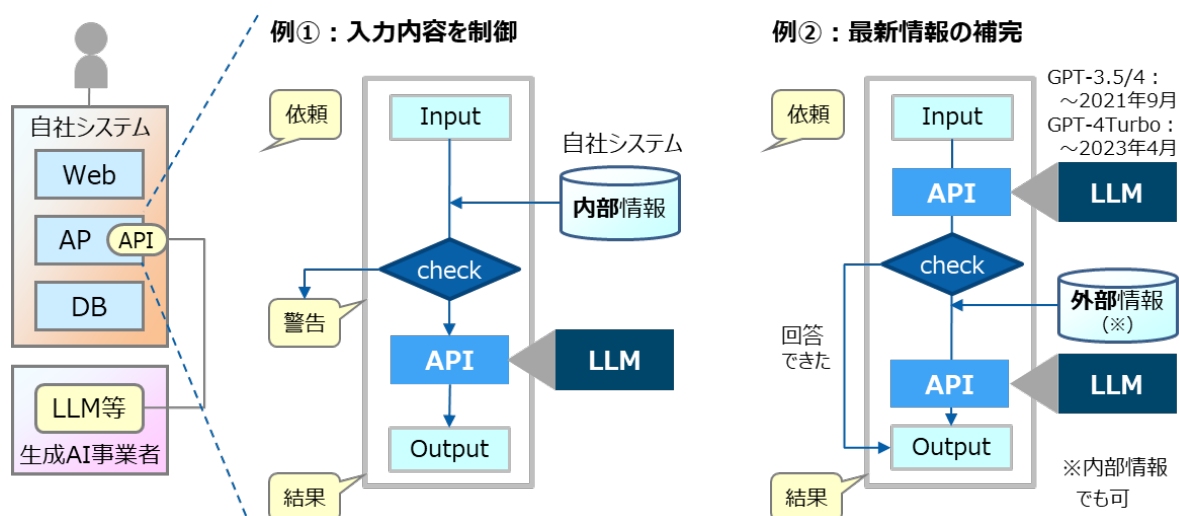 自社システム
Web
AP
API
DB
LLM等
生成AI事業者
例①：入力内容を制御
依頼
Input
自社システム
内部情報
check
警告
API
LLM
Output
結果
例②：最新情報の補完
依頼
Input
GPT-3.5/4：
～2021年9月
GPT-4Turbo：
～2023年4月
API
LLM
check
外部情報
（※）
回答
できた
API
LLM
Output
結果
※内部情報
でも可